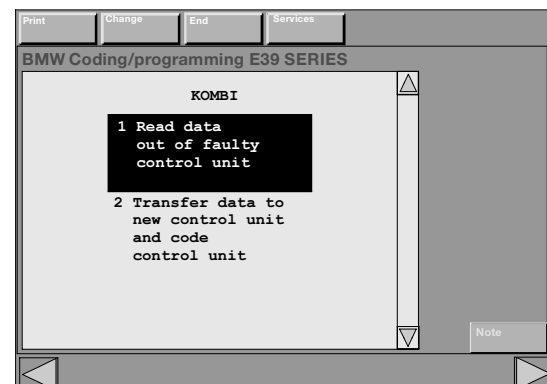 Print Change End Services
BMW Coding/programming E39 SERIES
KOMBI
1 Read data
out of faulty
control unit
2 Transfer data to
new control unit
and code
control unit
Note